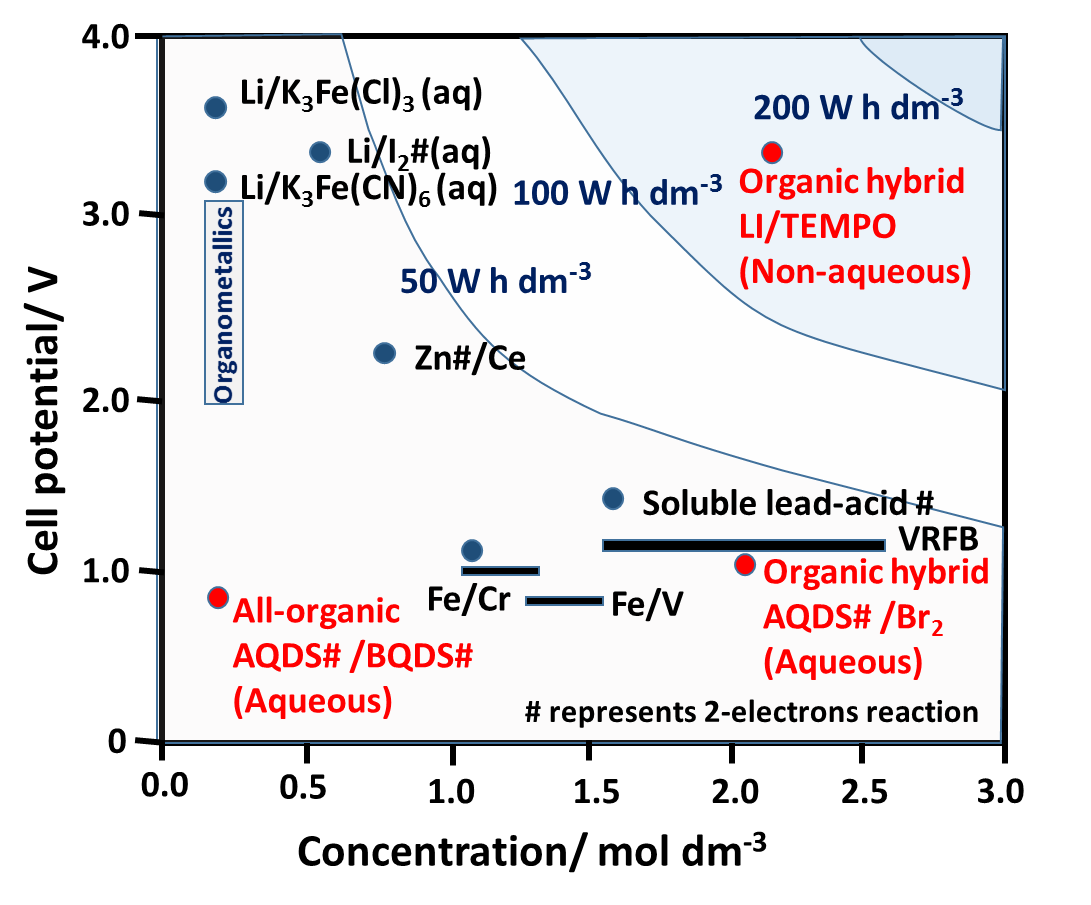 4.0
Li/K₃Fe(Cl)₃ (aq)
200 W h dm⁻³
Li/I₂#(aq)
Li/K₃Fe(CN)₆ (aq)
100 W h dm⁻³
Organic hybrid
LI/TEMPO
(Non-aqueous)
3.0
Organometallics
50 W h dm⁻³
Zn#/Ce
2.0
Cell potential/ V
Soluble lead-acid #
VRFB
1.0
Organic hybrid
AQDS# /Br₂
(Aqueous)
Fe/Cr
Fe/V
All-organic
AQDS# /BQDS#
(Aqueous)
# represents 2-electrons reaction
0
0.0 0.5 1.0 1.5 2.0 2.5 3.0
Concentration/ mol dm⁻³